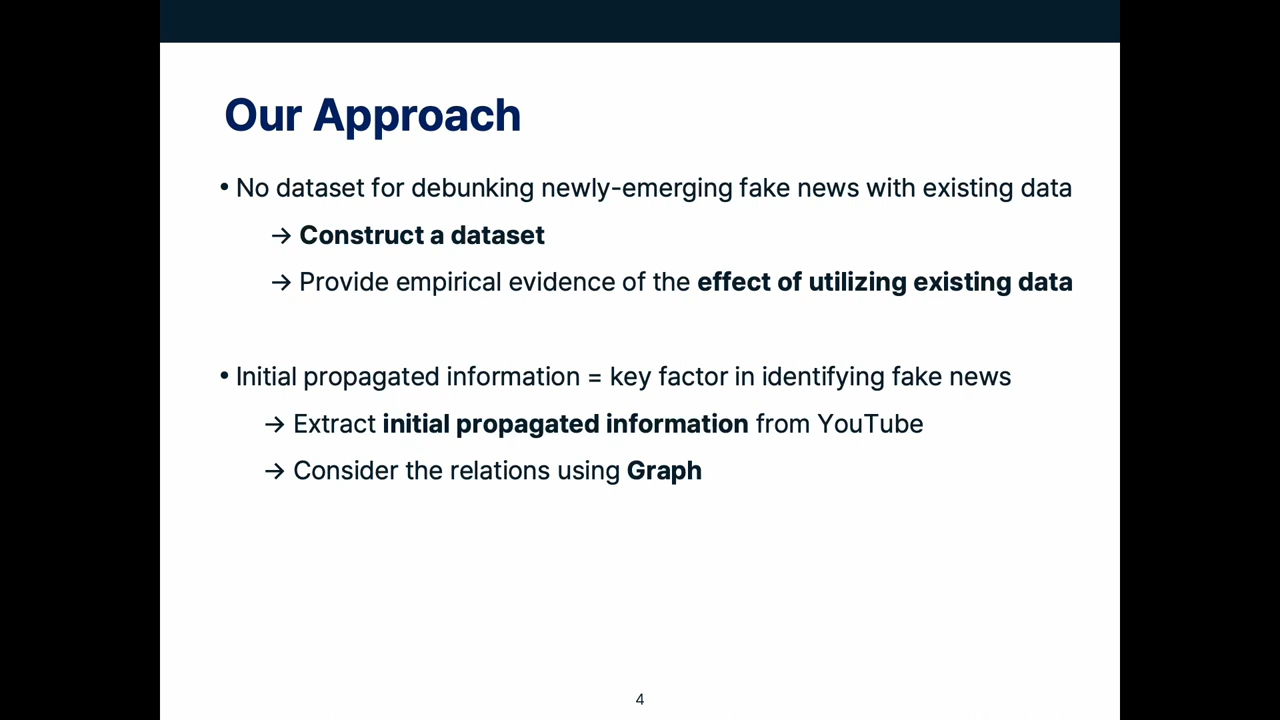 Our Approach
• No dataset for debunking newly-emerging fake news with existing data
→ Construct a dataset
→ Provide empirical evidence of the effect of utilizing existing data
• Initial propagated information = key factor in identifying fake news
→ Extract initial propagated information from YouTube
→ Consider the relations using Graph
4